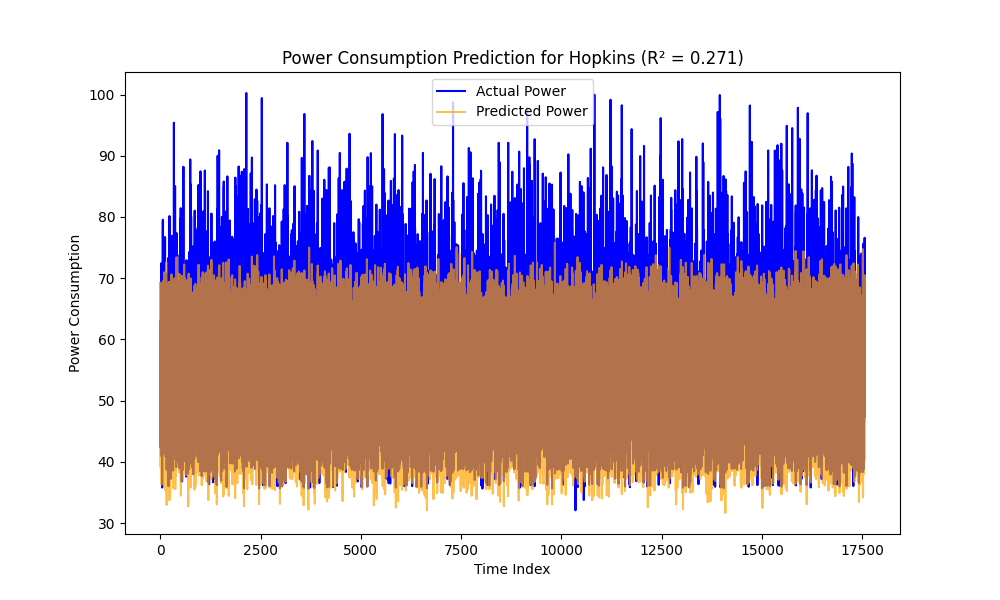 Power Consumption Prediction for Hopkins (R² = 0.271)
Actual Power
Predicted Power
Power Consumption
100
90
80
70
60
50
40
30
0 2500 5000 7500 10000 12500 15000 17500
Time Index